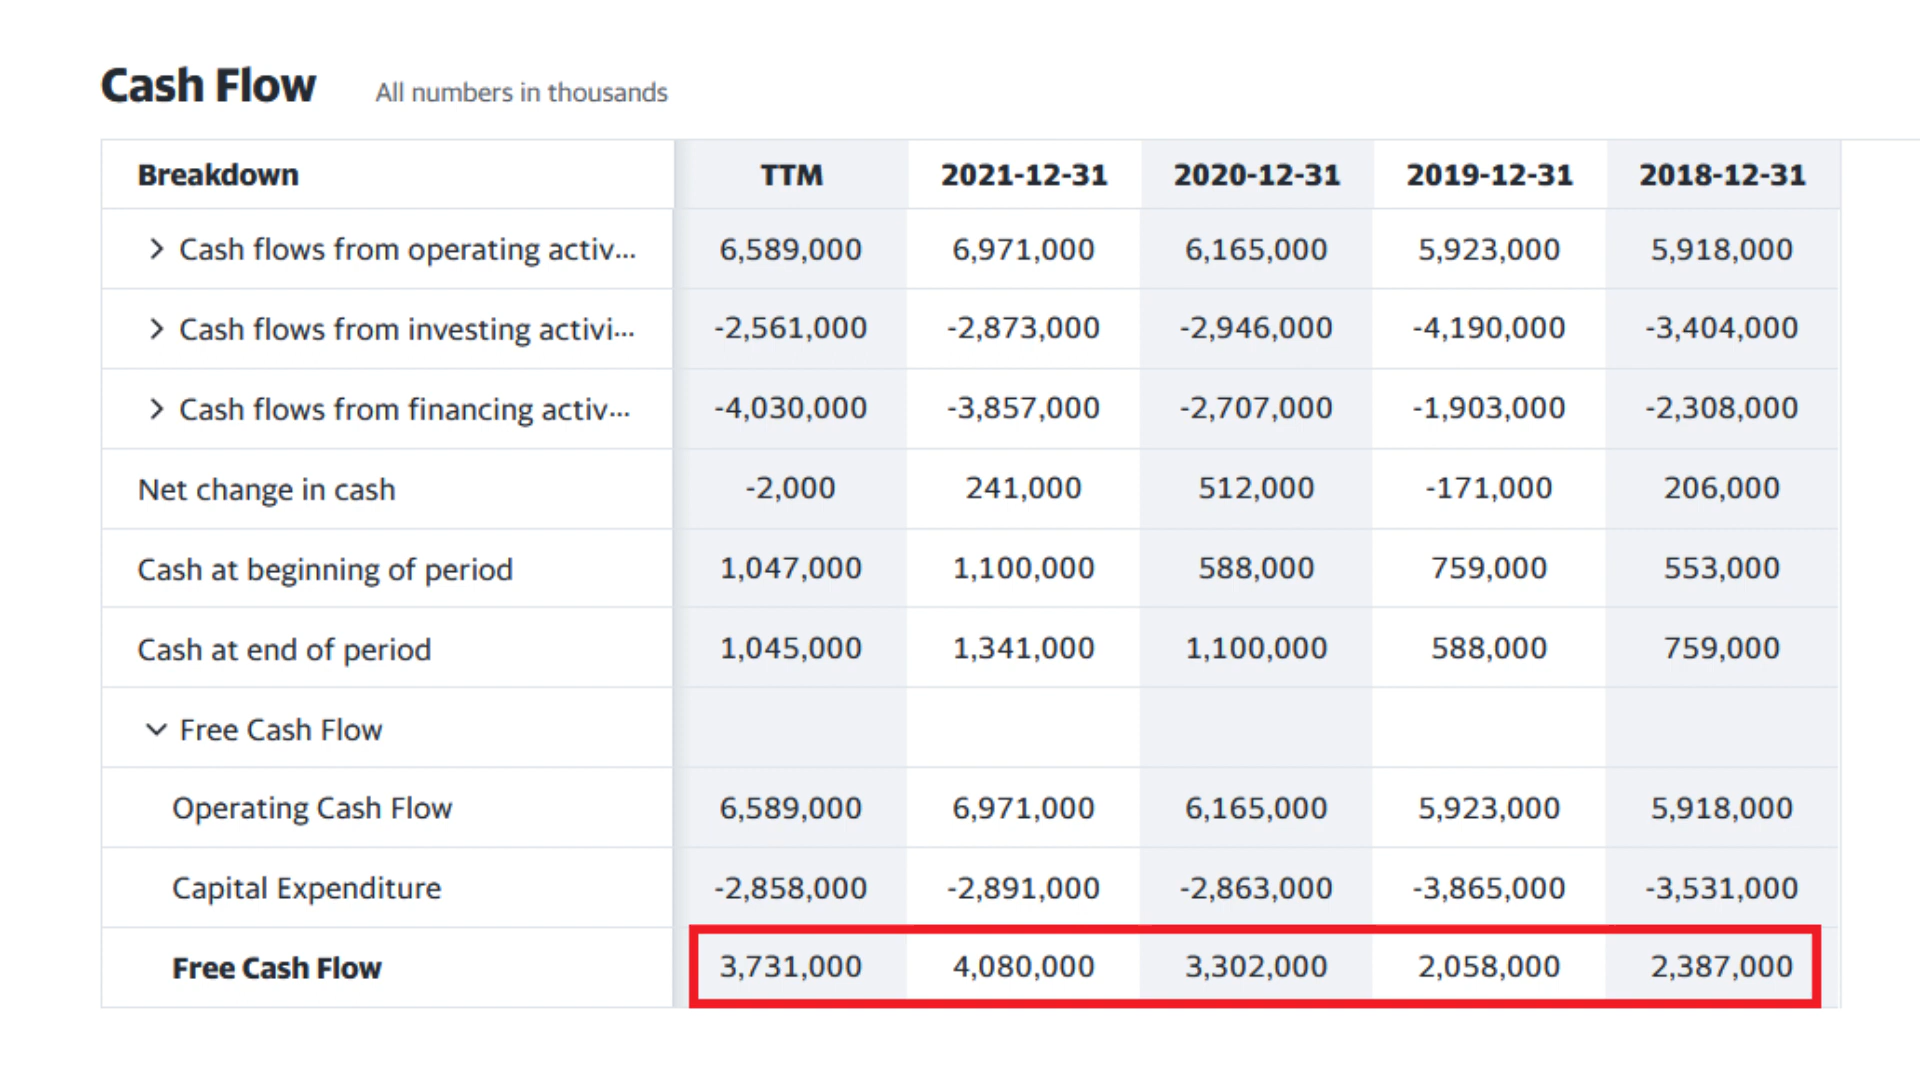 Cash Flow All numbers in thousands
Breakdown TTM 2021-12-31 2020-12-31 2019-12-31 2018-12-31
Cash flows from operating activ... 6,589,000 6,971,000 6,165,000 5,923,000 5,918,000
Cash flows from investing activi... -2,561,000 -2,873,000 -2,946,000 -4,190,000 -3,404,000
Cash flows from financing activ... -4,030,000 -3,857,000 -2,707,000 -1,903,000 -2,308,000
Net change in cash -2,000 241,000 512,000 -171,000 206,000
Cash at beginning of period 1,047,000 1,100,000 588,000 759,000 553,000
Cash at end of period 1,045,000 1,341,000 1,100,000 588,000 759,000
Free Cash Flow
Operating Cash Flow 6,589,000 6,971,000 6,165,000 5,923,000 5,918,000
Capital Expenditure -2,858,000 -2,891,000 -2,863,000 -3,865,000 -3,531,000
Free Cash Flow 3,731,000 4,080,000 3,302,000 2,058,000 2,387,000